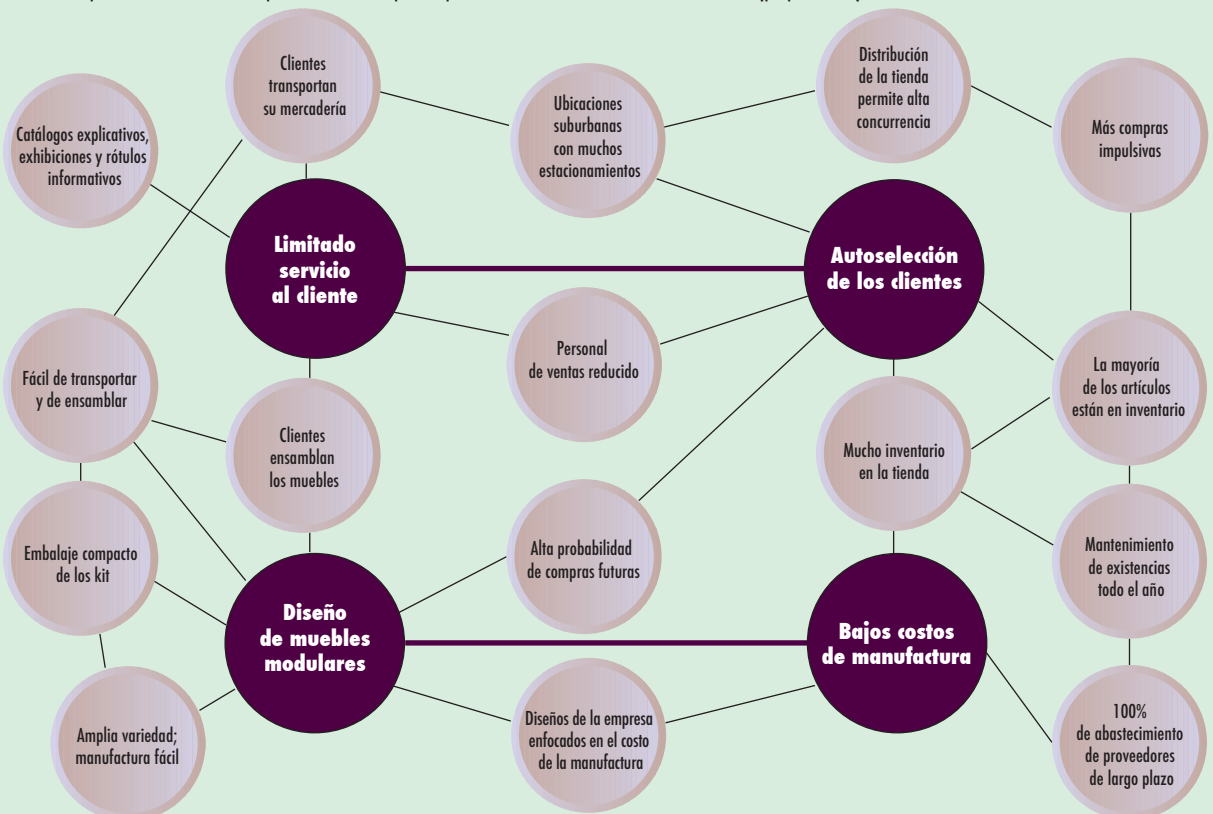 Clientes
transportan
su mercadería
Distribución
de la tienda
permite alta
concurrencia
Ubicaciones
suburbanas
con muchos
estacionamientos
Catálogos explicativos,
exhibiciones y rótulos
informativos
Más compras
impulsivas
Limitado
servicio
al cliente
Autoselección
de los clientes
Personal
de ventas reducido
Fácil de transportar
y de ensamblar
La mayoría
de los artículos
están en inventario
Clientes
ensamblan
los muebles
Mucho inventario
en la tienda
Embalaje compacto
de los kit
Alta probabilidad
de compras futuras
Mantenimiento
de existencias
todo el año
Diseño
de muebles
modulares
Bajos costos
de manufactura
Amplia variedad;
manufactura fácil
Diseños de la empresa
enfocados en el costo
de la manufactura
100%
de abastecimiento
de proveedores
de largo plazo